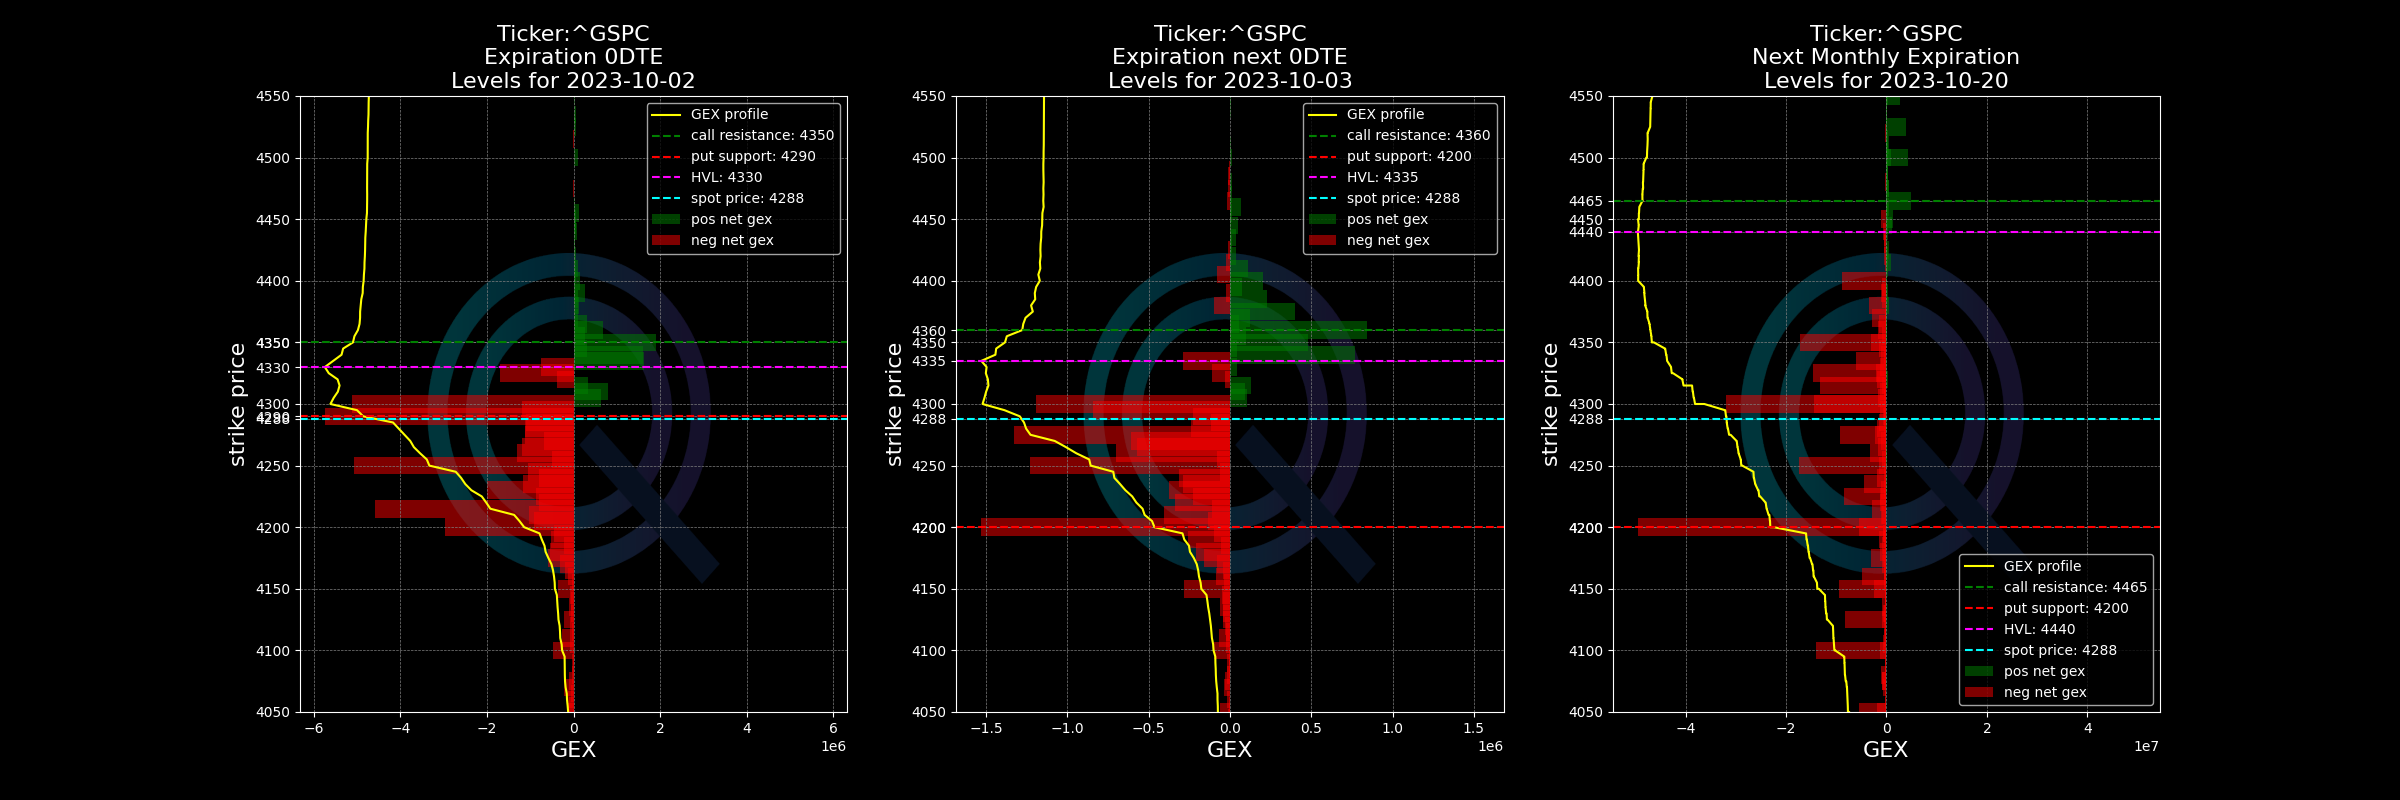 Ticker:^GSPC
Expiration 0DTE
Levels for 2023-10-02
GEX profile
call resistance: 4350
put support: 4290
HVL: 4330
spot price: 4288
pos net gex
neg net gex
4550
4500
4450
4400
4350
4330
4300
4290
4288
4250
4200
4150
4100
4050
strike price
−6
−4
−2
0
2
4
6
1e6
GEX
Ticker:^GSPC
Expiration next 0DTE
Levels for 2023-10-03
GEX profile
call resistance: 4360
put support: 4200
HVL: 4335
spot price: 4288
pos net gex
neg net gex
4550
4500
4450
4400
4360
4350
4335
4300
4288
4250
4200
4150
4100
4050
strike price
−1.5
−1.0
−0.5
0.0
0.5
1.0
1.5
1e6
GEX
Ticker:^GSPC
Next Monthly Expiration
Levels for 2023-10-20
4550
4500
4465
4450
4440
4400
4350
4300
4288
4250
4200
4150
4100
4050
strike price
GEX profile
call resistance: 4465
put support: 4200
HVL: 4440
spot price: 4288
pos net gex
neg net gex
−4
−2
0
2
4
1e7
GEX